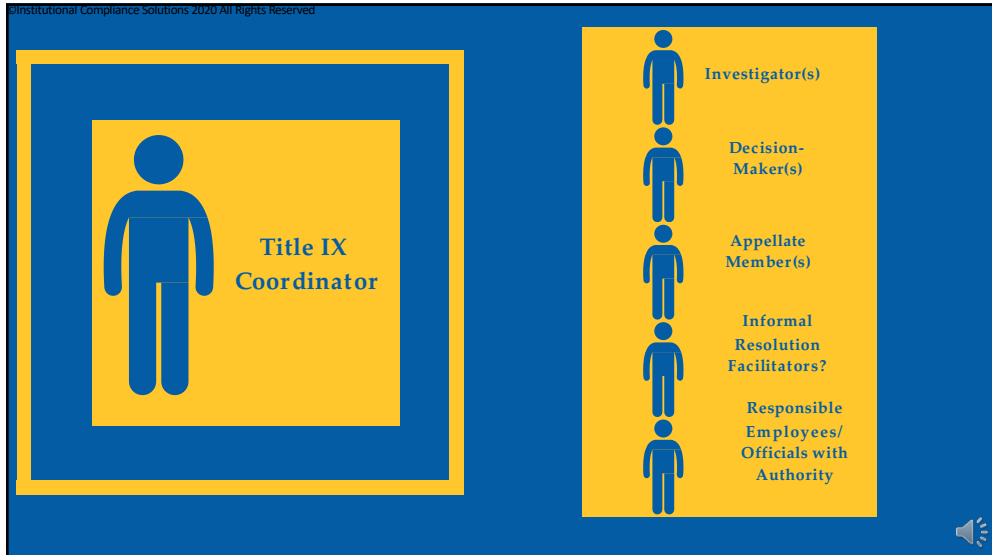 ©Institutional Compliance Solutions 2020 All Rights Reserved
Title IX
Coordinator
Investigator(s)
Decision-
Maker(s)
Appellate
Member(s)
Informal
Resolution
Facilitators?
Responsible
Employees/
Officials with
Authority